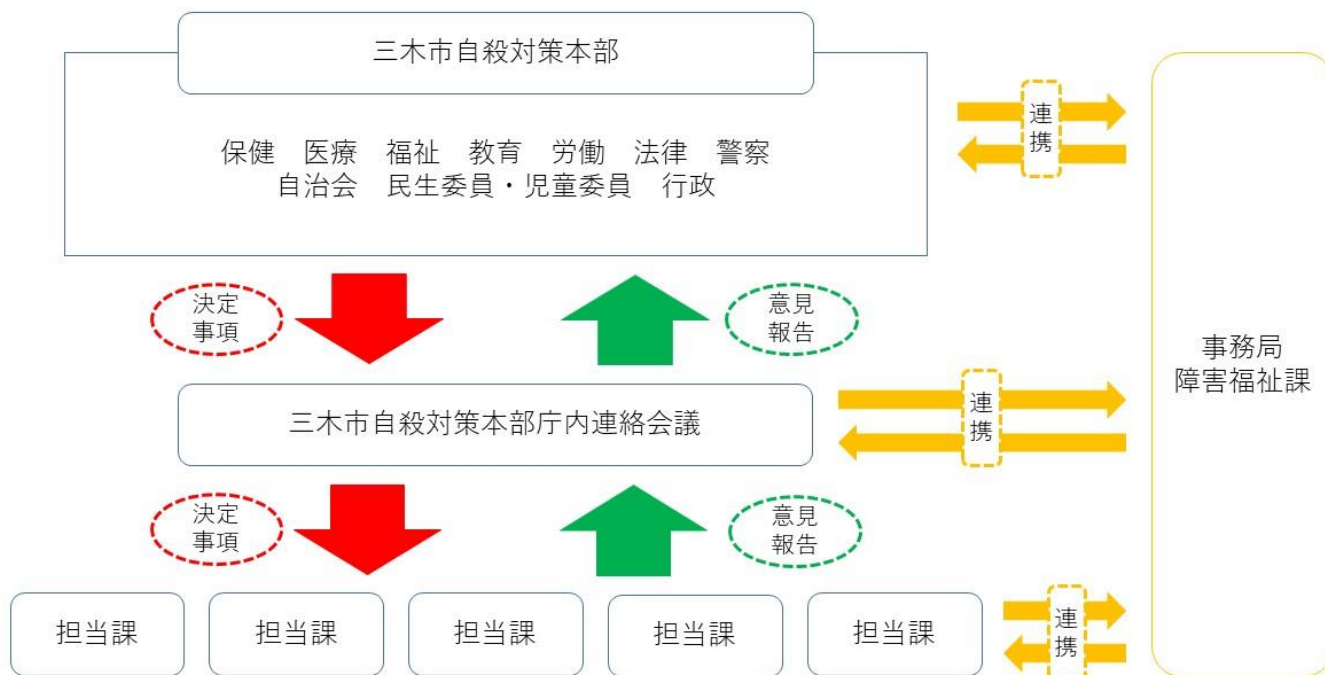 三木市自殺対策本部
保健　医療　福祉　教育　労働　法律　警察
自治会　民生委員・児童委員　行政
連
携
決定
事項
意見
報告
事務局
障害福祉課
三木市自殺対策本部庁内連絡会議
連
携
決定
事項
意見
報告
担当課
担当課
担当課
担当課
担当課
連
携